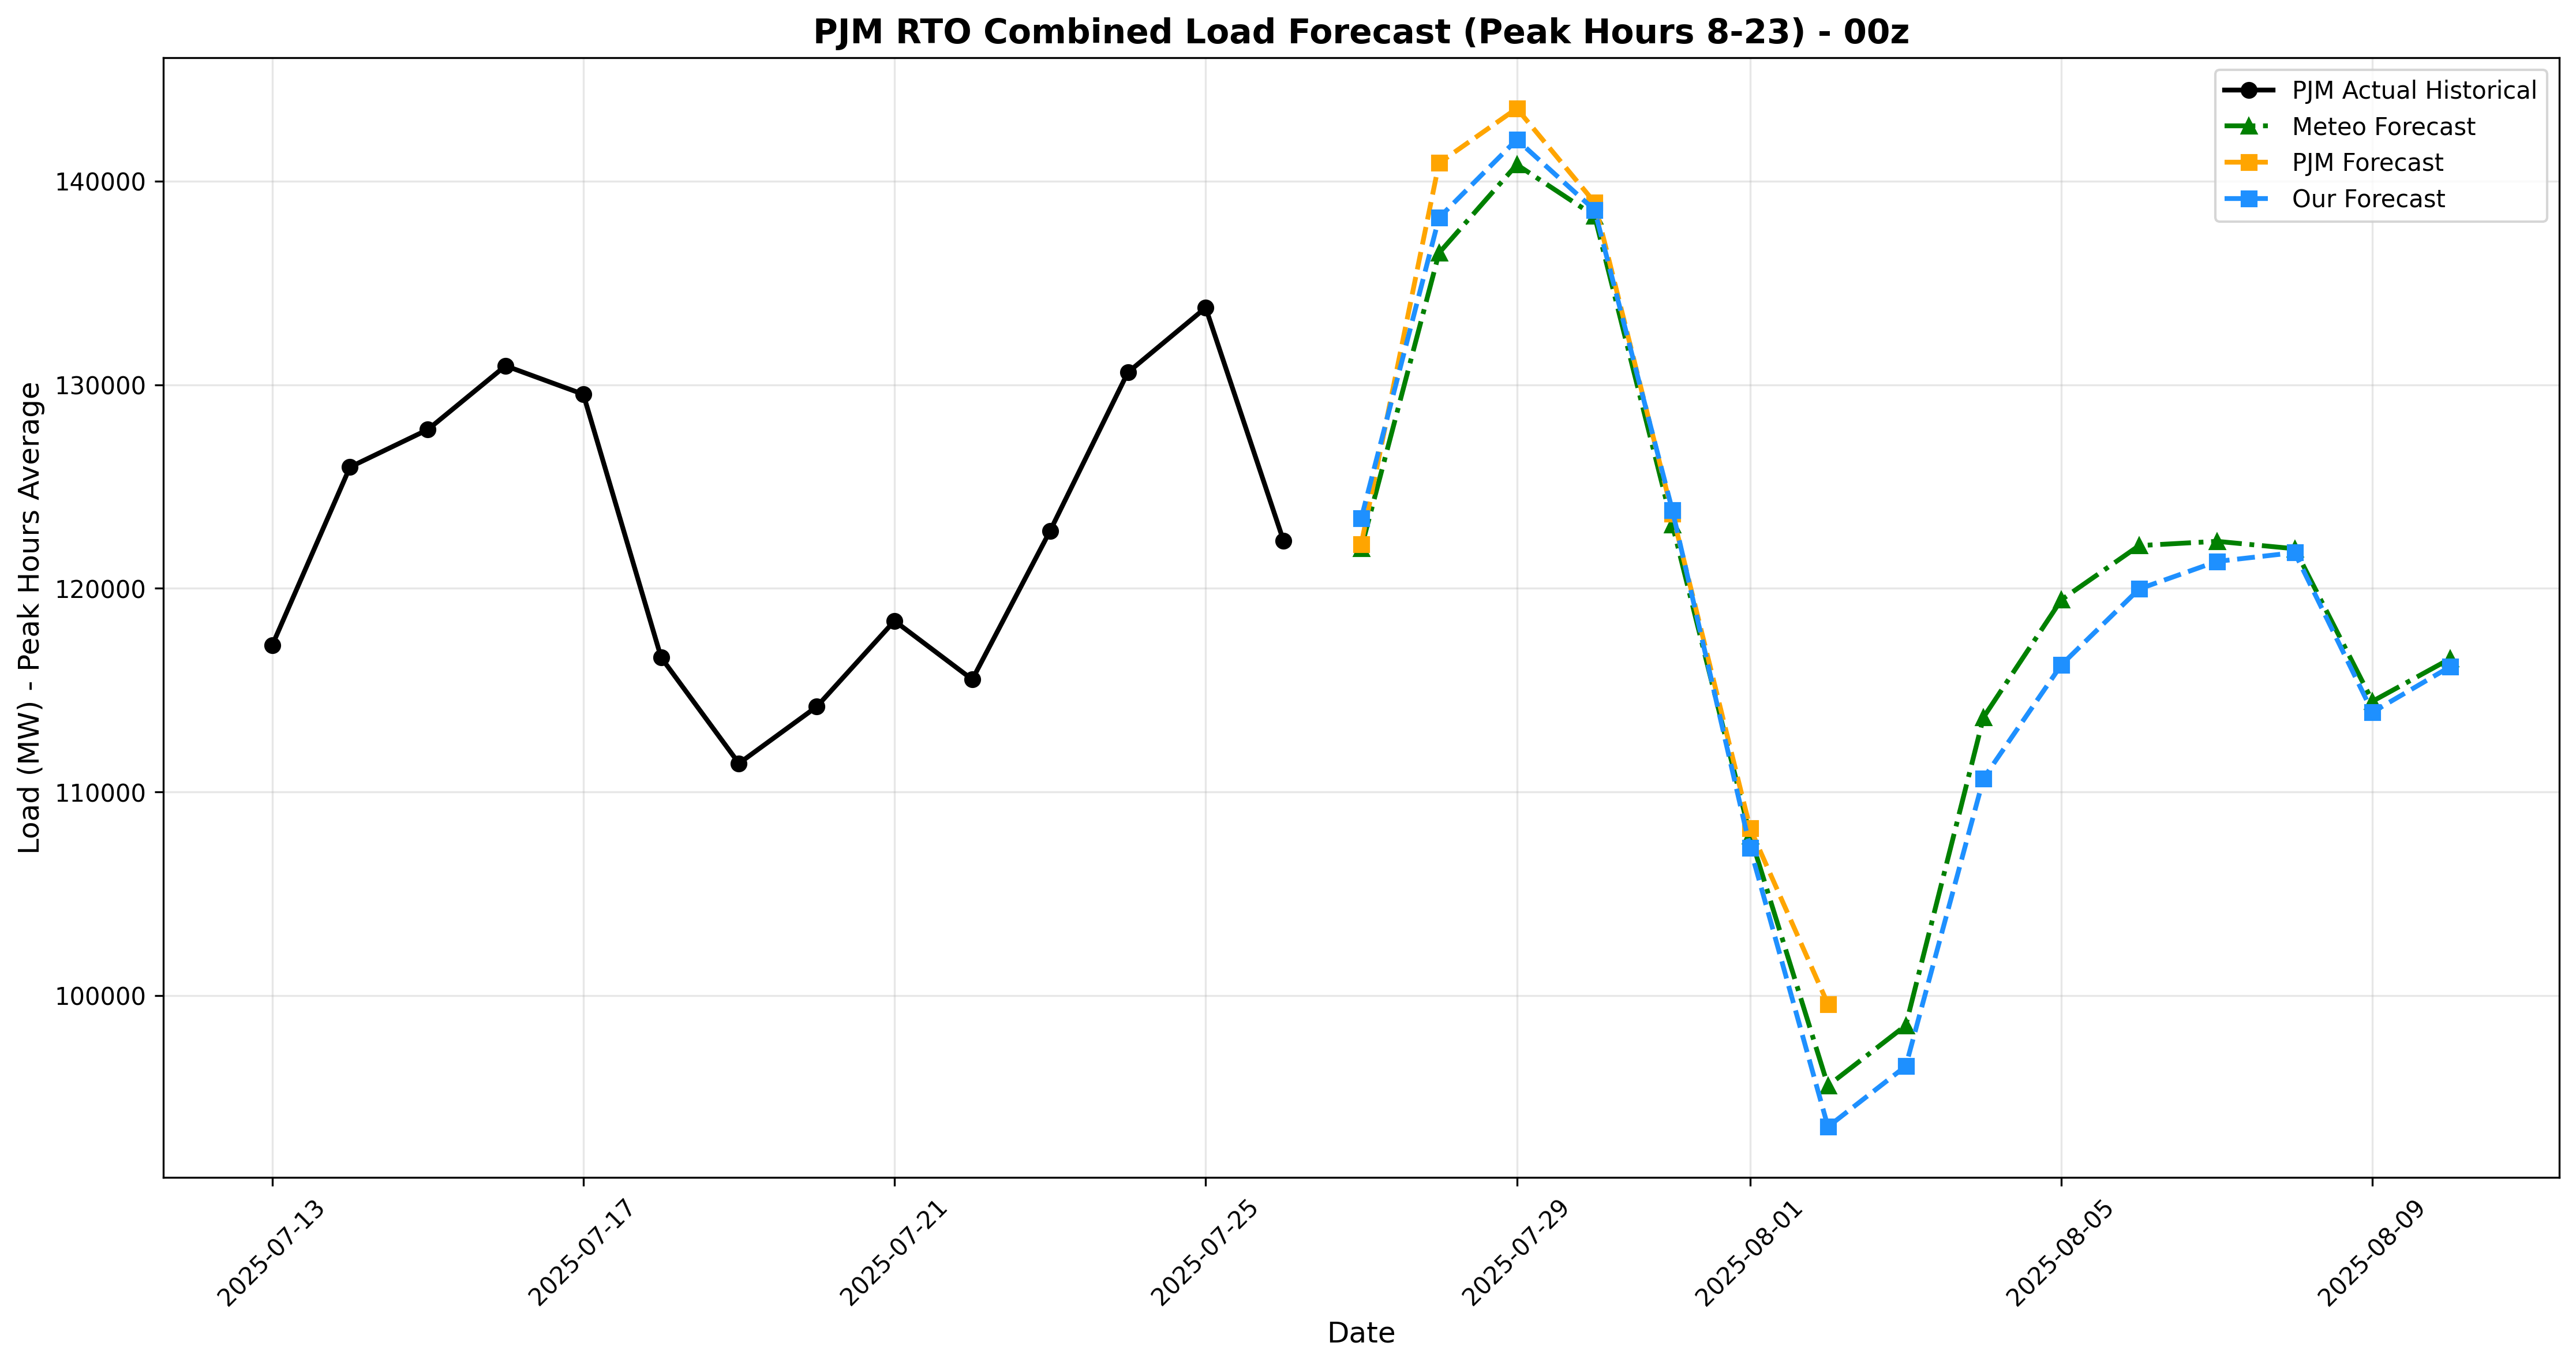 PJM RTO Combined Load Forecast (Peak Hours 8-23) - 00z
PJM Actual Historical
Meteo Forecast
PJM Forecast
Our Forecast
Load (MW) - Peak Hours Average
140000
130000
120000
110000
100000
2025-07-13
2025-07-17
2025-07-21
2025-07-25
2025-07-29
2025-08-01
2025-08-05
2025-08-09
Date